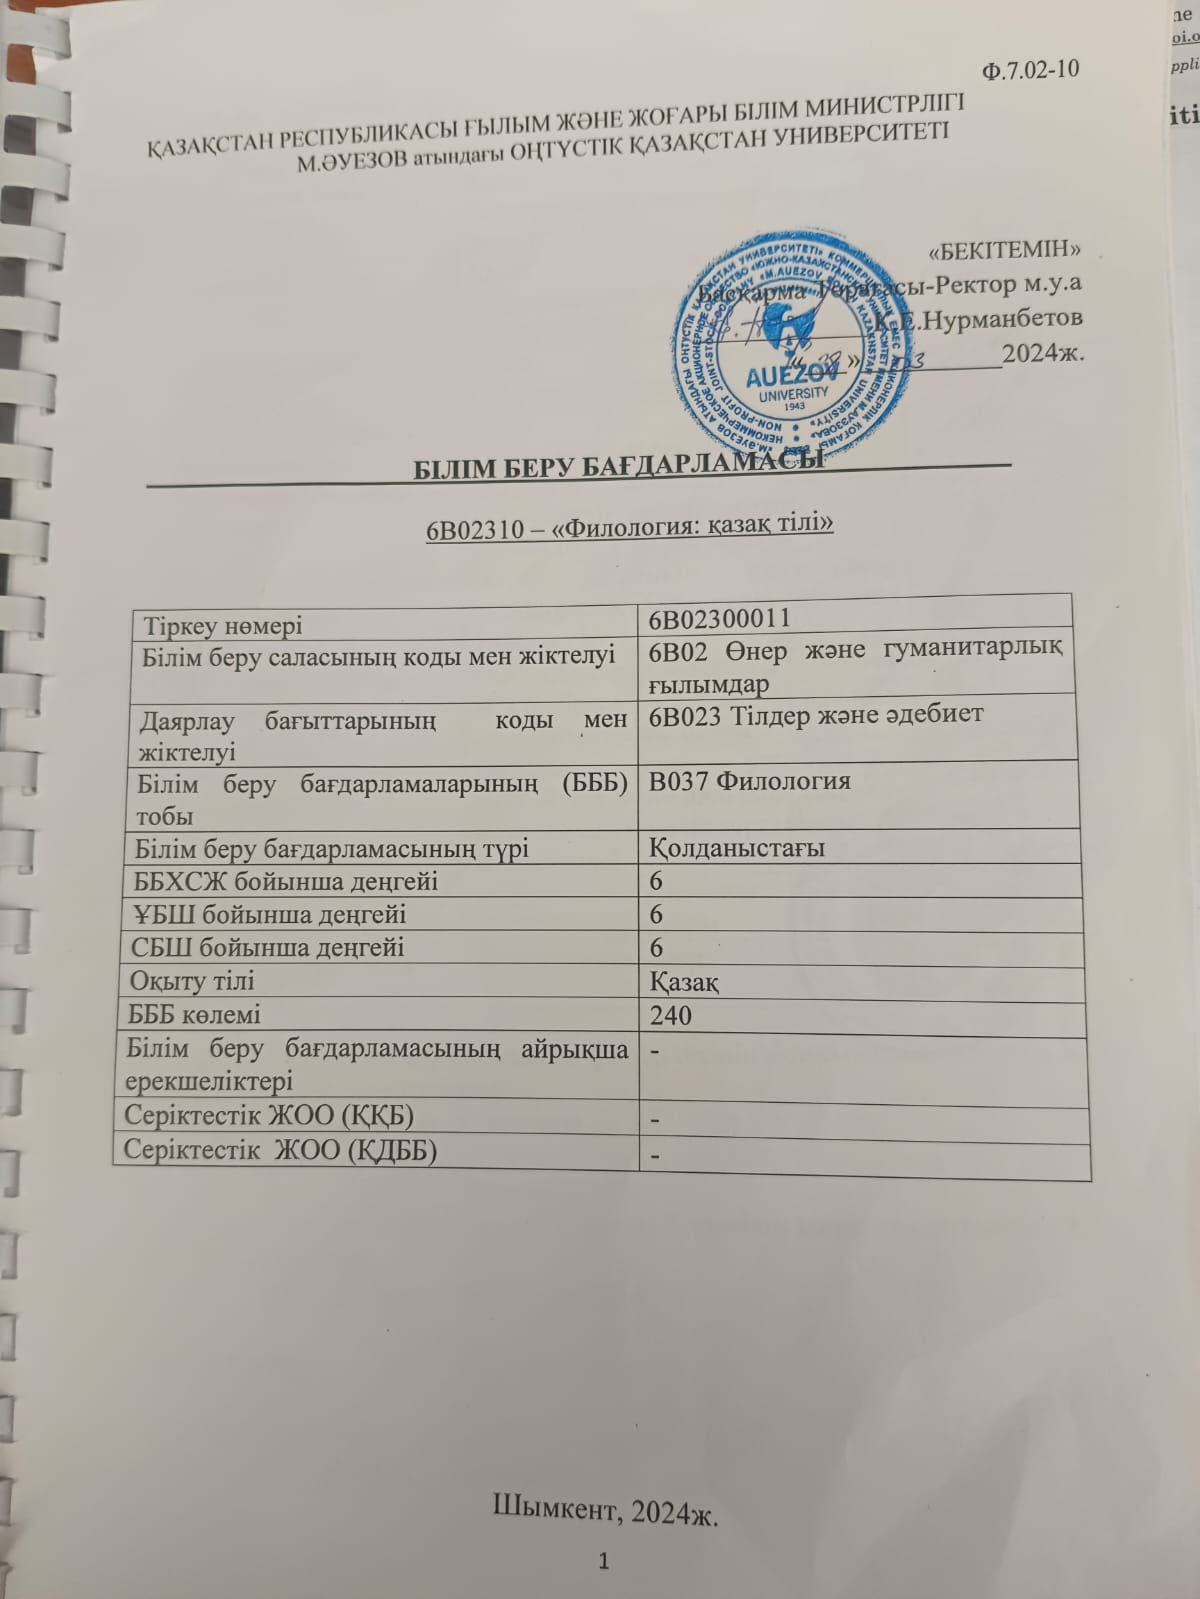 Ф.7.02-10
ҚАЗАҚСТАН РЕСПУБЛИКАСЫ ҒЫЛЫМ ЖӘНЕ ЖОҒАРЫ БІЛІМ МИНИСТРЛІГІ
М.ӘУЕЗОВ атындағы ОҢТҮСТІК ҚАЗАҚСТАН УНИВЕРСИТЕТІ
«БЕКІТЕМІН»
Басқарма Төрағасы-Ректор м.у.а
Қ.Е.Нурманбетов
« » 03 2024ж.
AUEZOV
UNIVERSITY
1943
БІЛІМ БЕРУ БАҒДАРЛАМАСЫ
6В02310 – «Филология: қазақ тілі»
Тіркеу нөмері 6В02300011
Білім беру саласының коды мен жіктелуі 6В02 Өнер және гуманитарлық
ғылымдар
Даярлау бағыттарының коды мен 6В023 Тілдер және әдебиет
жіктелуі
Білім беру бағдарламаларының (БББ) В037 Филология
тобы
Білім беру бағдарламасының түрі Қолданыстағы
ББХСЖ бойынша деңгейі 6
ҰБШ бойынша деңгейі 6
СБШ бойынша деңгейі 6
Оқыту тілі Қазақ
БББ көлемі 240
Білім беру бағдарламасының айрықша -
ерекшеліктері
Серіктестік ЖОО (ҚҚБ) -
Серіктестік ЖОО (ҚДББ) -
Шымкент, 2024ж.
1